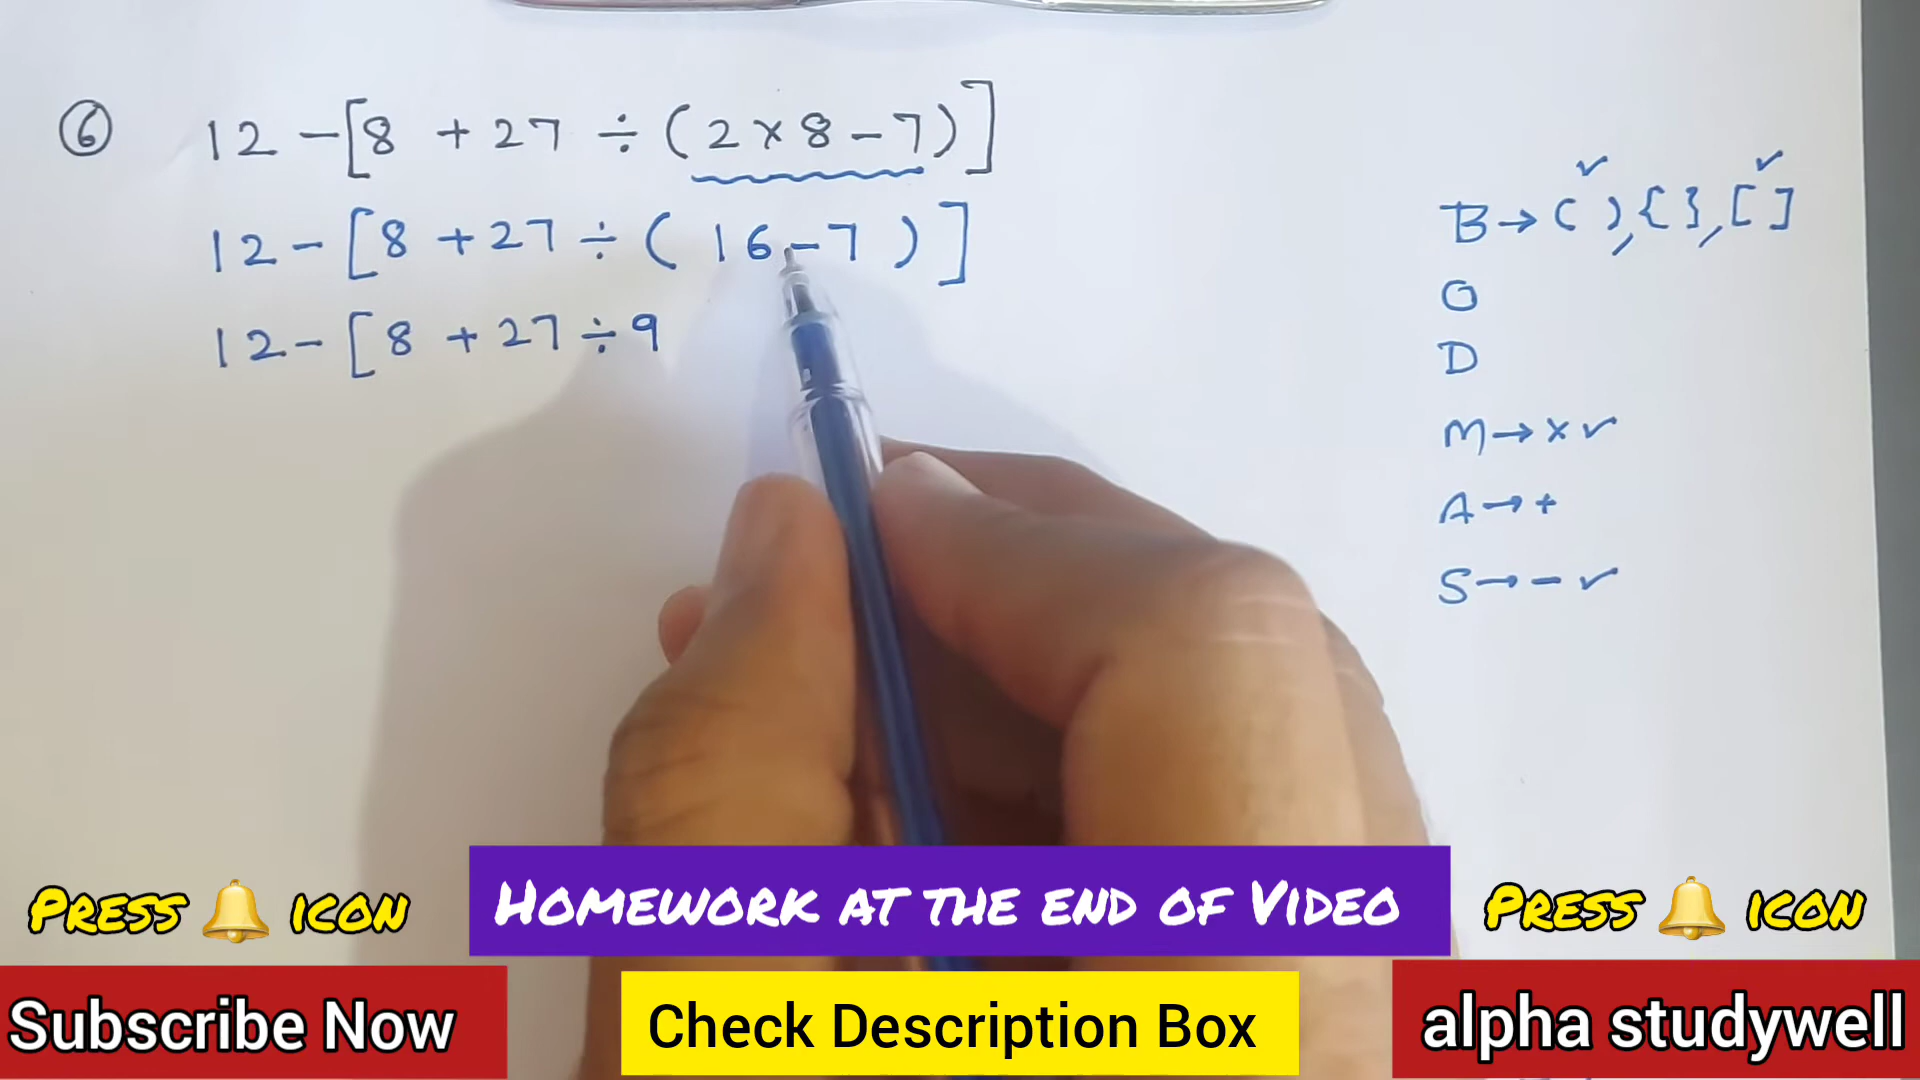 ⑥ 12 - [8 + 27 ÷ (2 × 8 - 7)]
12 - [8 + 27 ÷ (16 - 7)]
12 - [8 + 27 ÷ 9
B → ( ), { }, [ ]
O
D
M → × ✓
A → +
S → - ✓
PRESS 🔔 ICON
HOMEWORK AT THE END OF VIDEO
PRESS 🔔 ICON
Subscribe Now
Check Description Box
alpha studywell